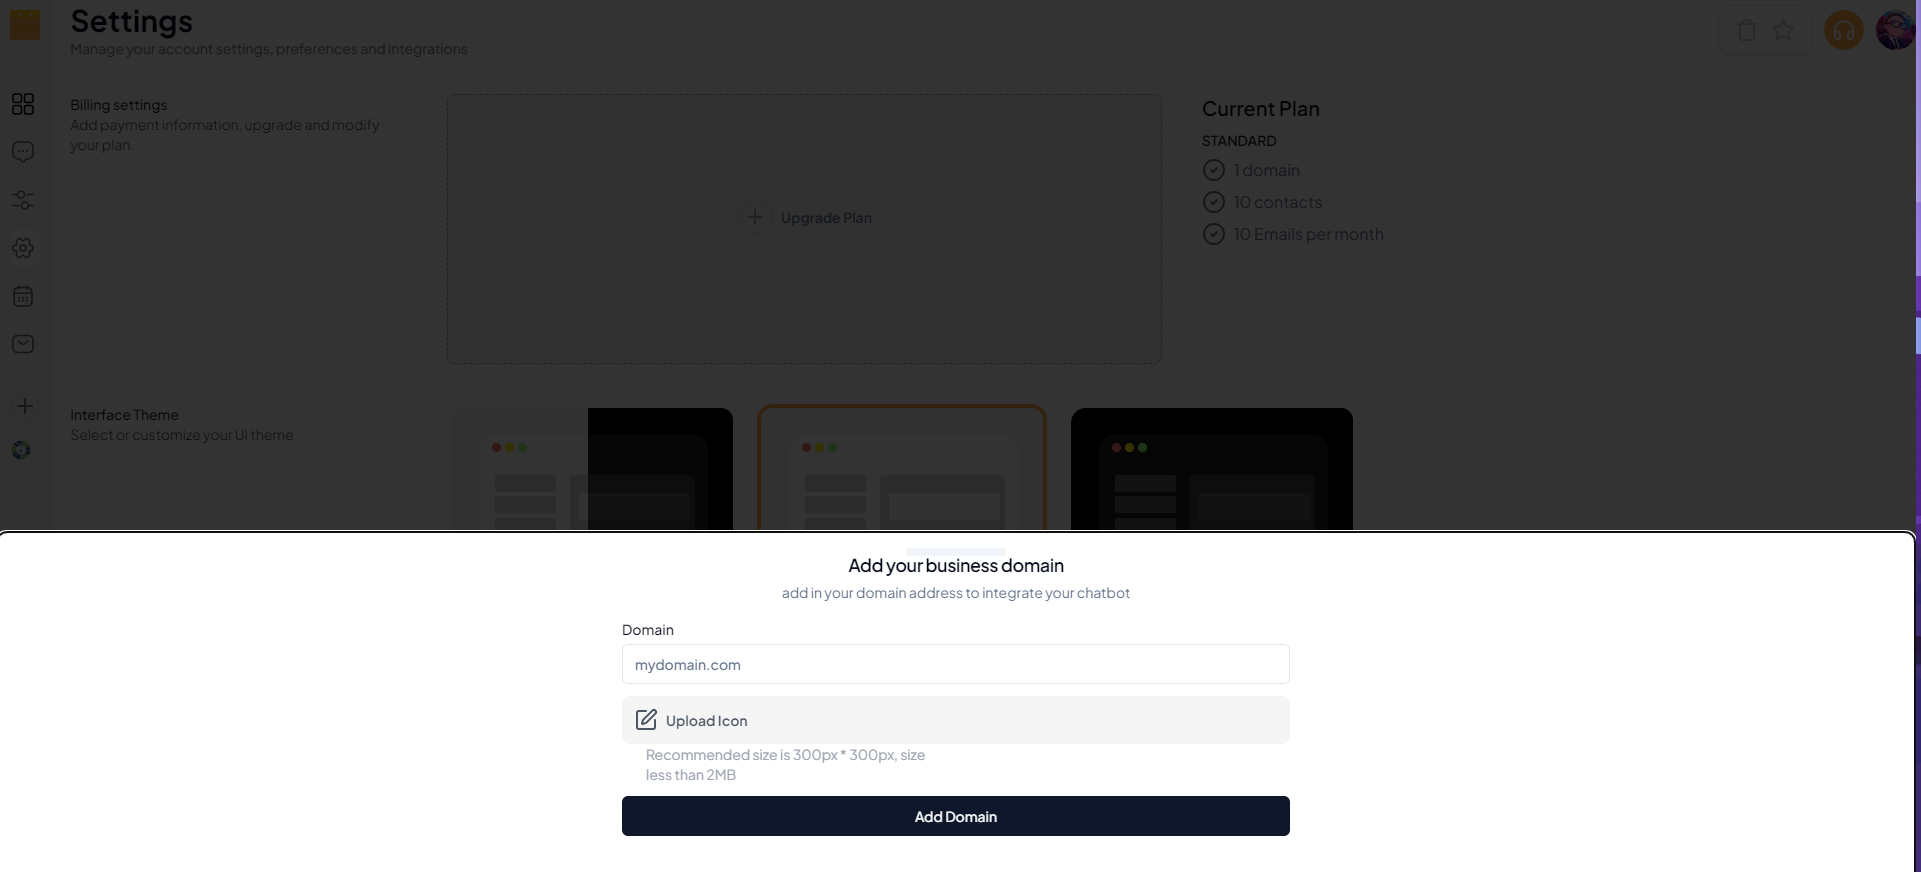 Settings
Manage your account settings, preferences and integrations
Billing settings
Add payment information, upgrade and modify
your plan.
Upgrade Plan
Current Plan
STANDARD
1 domain
10 contacts
10 Emails per month
Interface Theme
Select or customize your UI theme
Add your business domain
add in your domain address to integrate your chatbot
Domain
mydomain.com
Upload Icon
Recommended size is 300px * 300px, size
less than 2MB
Add Domain